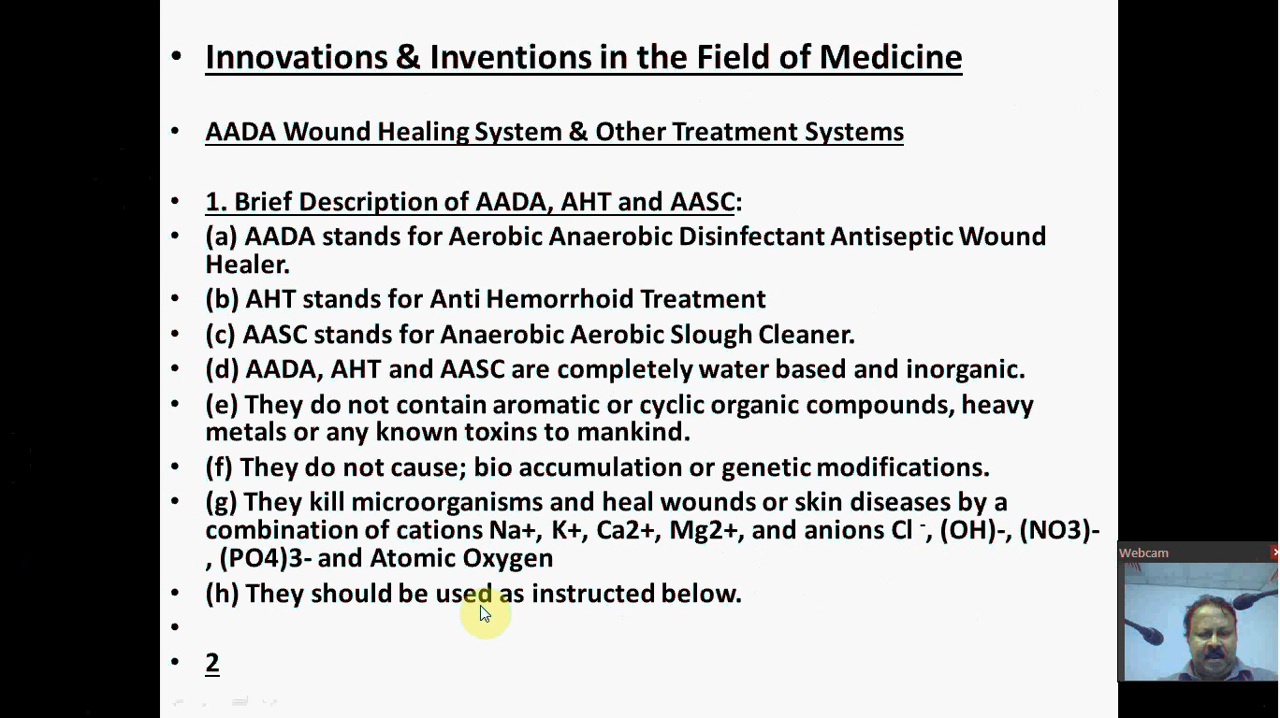 • Innovations & Inventions in the Field of Medicine
• AADA Wound Healing System & Other Treatment Systems
• 1. Brief Description of AADA, AHT and AASC:
• (a) AADA stands for Aerobic Anaerobic Disinfectant Antiseptic Wound
Healer.
• (b) AHT stands for Anti Hemorrhoid Treatment
• (c) AASC stands for Anaerobic Aerobic Slough Cleaner.
• (d) AADA, AHT and AASC are completely water based and inorganic.
• (e) They do not contain aromatic or cyclic organic compounds, heavy
metals or any known toxins to mankind.
• (f) They do not cause; bio accumulation or genetic modifications.
• (g) They kill microorganisms and heal wounds or skin diseases by a
combination of cations Na+, K+, Ca2+, Mg2+, and anions Cl ⁻, (OH)-, (NO3)-
, (PO4)3- and Atomic Oxygen
Webcam
• (h) They should be used as instructed below.
•
• 2